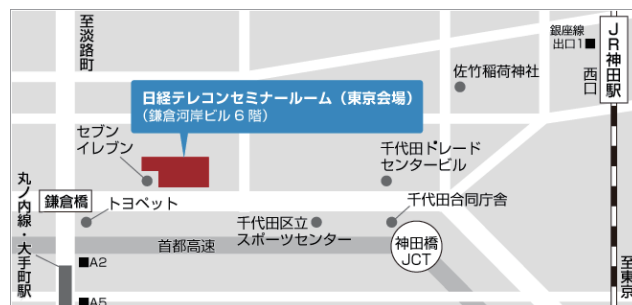 至淡路町
銀座線
出口1■
JR神田駅
西口
佐竹稲荷神社
日経テレコンセミナールーム（東京会場）
（鎌倉河岸ビル 6 階）
セブン
イレブン
千代田トレード
センタービル
丸ノ内線・大手町駅
鎌倉橋
トヨペット
千代田区立
スポーツセンター
千代田合同庁舎
首都高速
神田橋
JCT
■A2
■A5
至東京